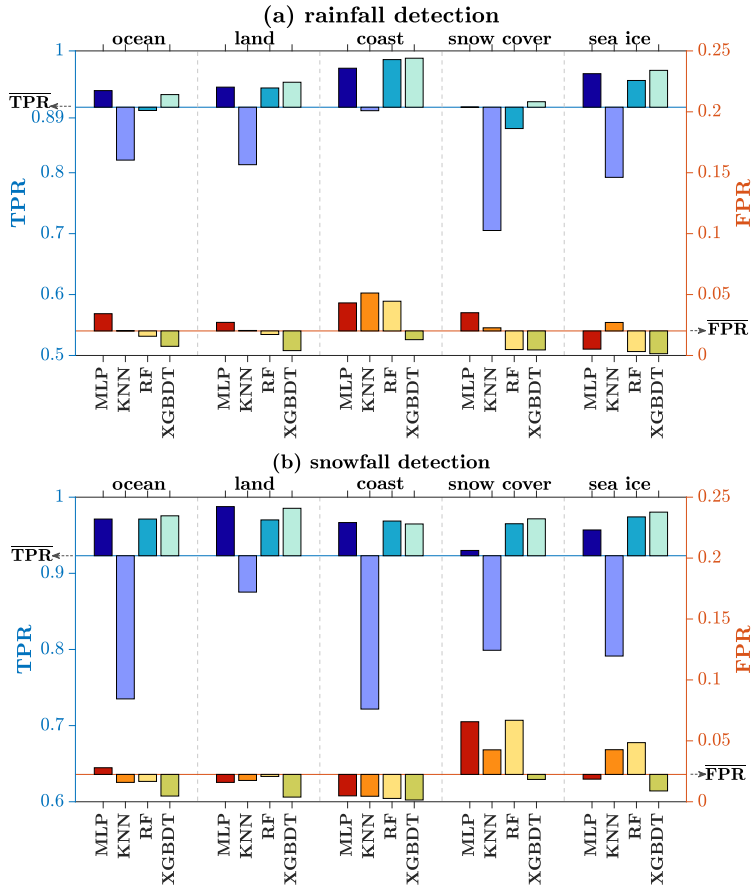 (a) rainfall detection
ocean land coast snow cover sea ice
1 0.25
TPR
0.89 0.2
0.8 0.15
TPR FPR
0.7 0.1
0.6 0.05
FPR
0.5 0
MLP KNN RF XGBDT MLP KNN RF XGBDT MLP KNN RF XGBDT MLP KNN RF XGBDT MLP KNN RF XGBDT
(b) snowfall detection
ocean land coast snow cover sea ice
1 0.25
TPR
0.9 0.2
0.8 0.15
TPR FPR
0.7 0.1
0.05
FPR
0.6 0
MLP KNN RF XGBDT MLP KNN RF XGBDT MLP KNN RF XGBDT MLP KNN RF XGBDT MLP KNN RF XGBDT